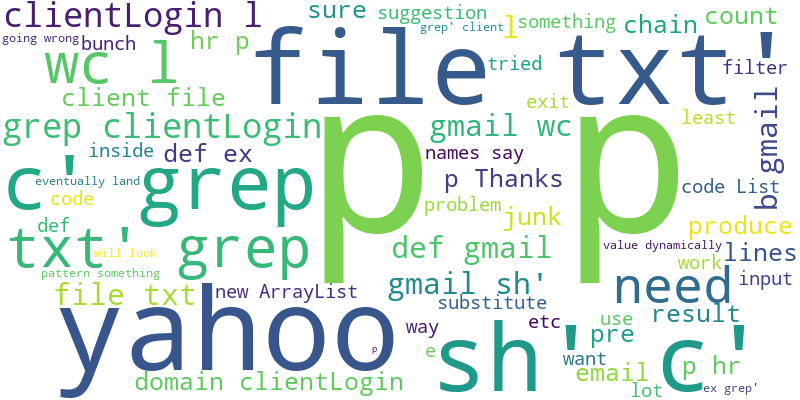 clientLogin l
sure
suggestion
count
going wrong
bunch
hr p
grep' client
l
something
chain
wc l
file txt'
tried
filter
client file
exit
least
grep clientLogin
p p
gmail wc
b gmail
inside
def ex
names say
c'
grep
eventually land
code
p Thanks
code List
problem
junk
produce
def
txt'
grep
will look
def gmail
value dynamically
lines
pattern something
work
file txt
new ArrayList
gmail sh'
need
input
yahoo
substitute
way
etc
use
result
pre
sh'
c'
p
e
want
p hr
domain clientLogin
email
lot
ex grep'